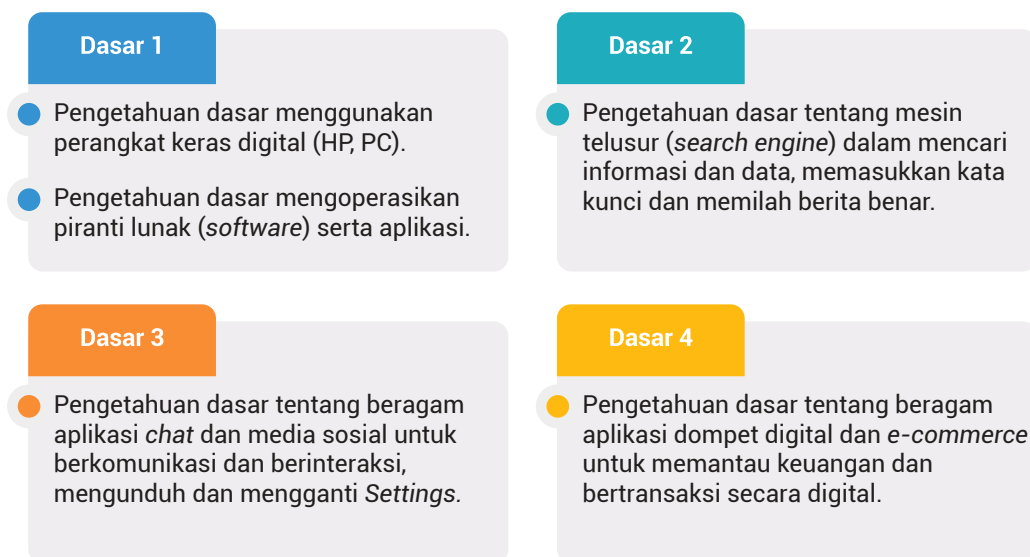 Dasar 1
Pengetahuan dasar menggunakan
perangkat keras digital (HP, PC).
Pengetahuan dasar mengoperasikan
piranti lunak (software) serta aplikasi.
Dasar 2
Pengetahuan dasar tentang mesin
telusur (search engine) dalam mencari
informasi dan data, memasukkan kata
kunci dan memilah berita benar.
Dasar 3
Pengetahuan dasar tentang beragam
aplikasi chat dan media sosial untuk
berkomunikasi dan berinteraksi,
mengunduh dan mengganti Settings.
Dasar 4
Pengetahuan dasar tentang beragam
aplikasi dompet digital dan e-commerce
untuk memantau keuangan dan
bertransaksi secara digital.